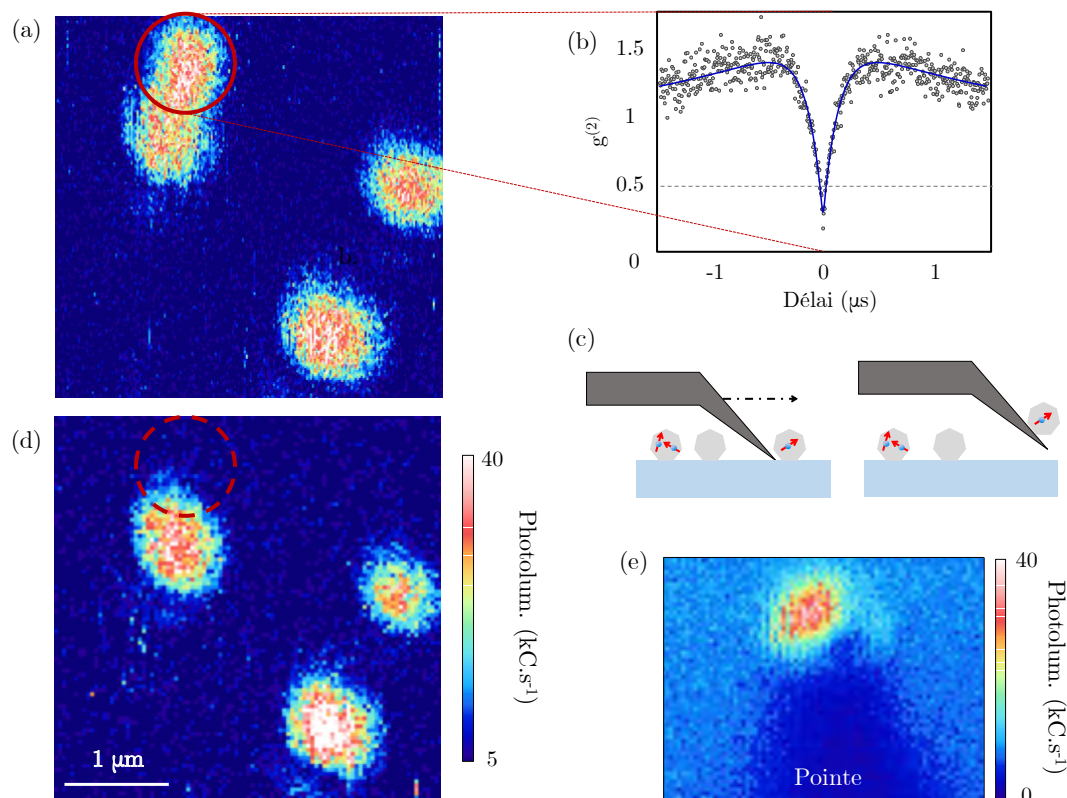 (a)
b
(b)
1.5
1
0.5
0
g⁽²⁾
-1
0
1
Délai (μs)
(c)
(d)
1 μm
40
5
Photolum. (kC.s⁻¹)
(e)
Pointe
40
0
Photolum. (kC.s⁻¹)